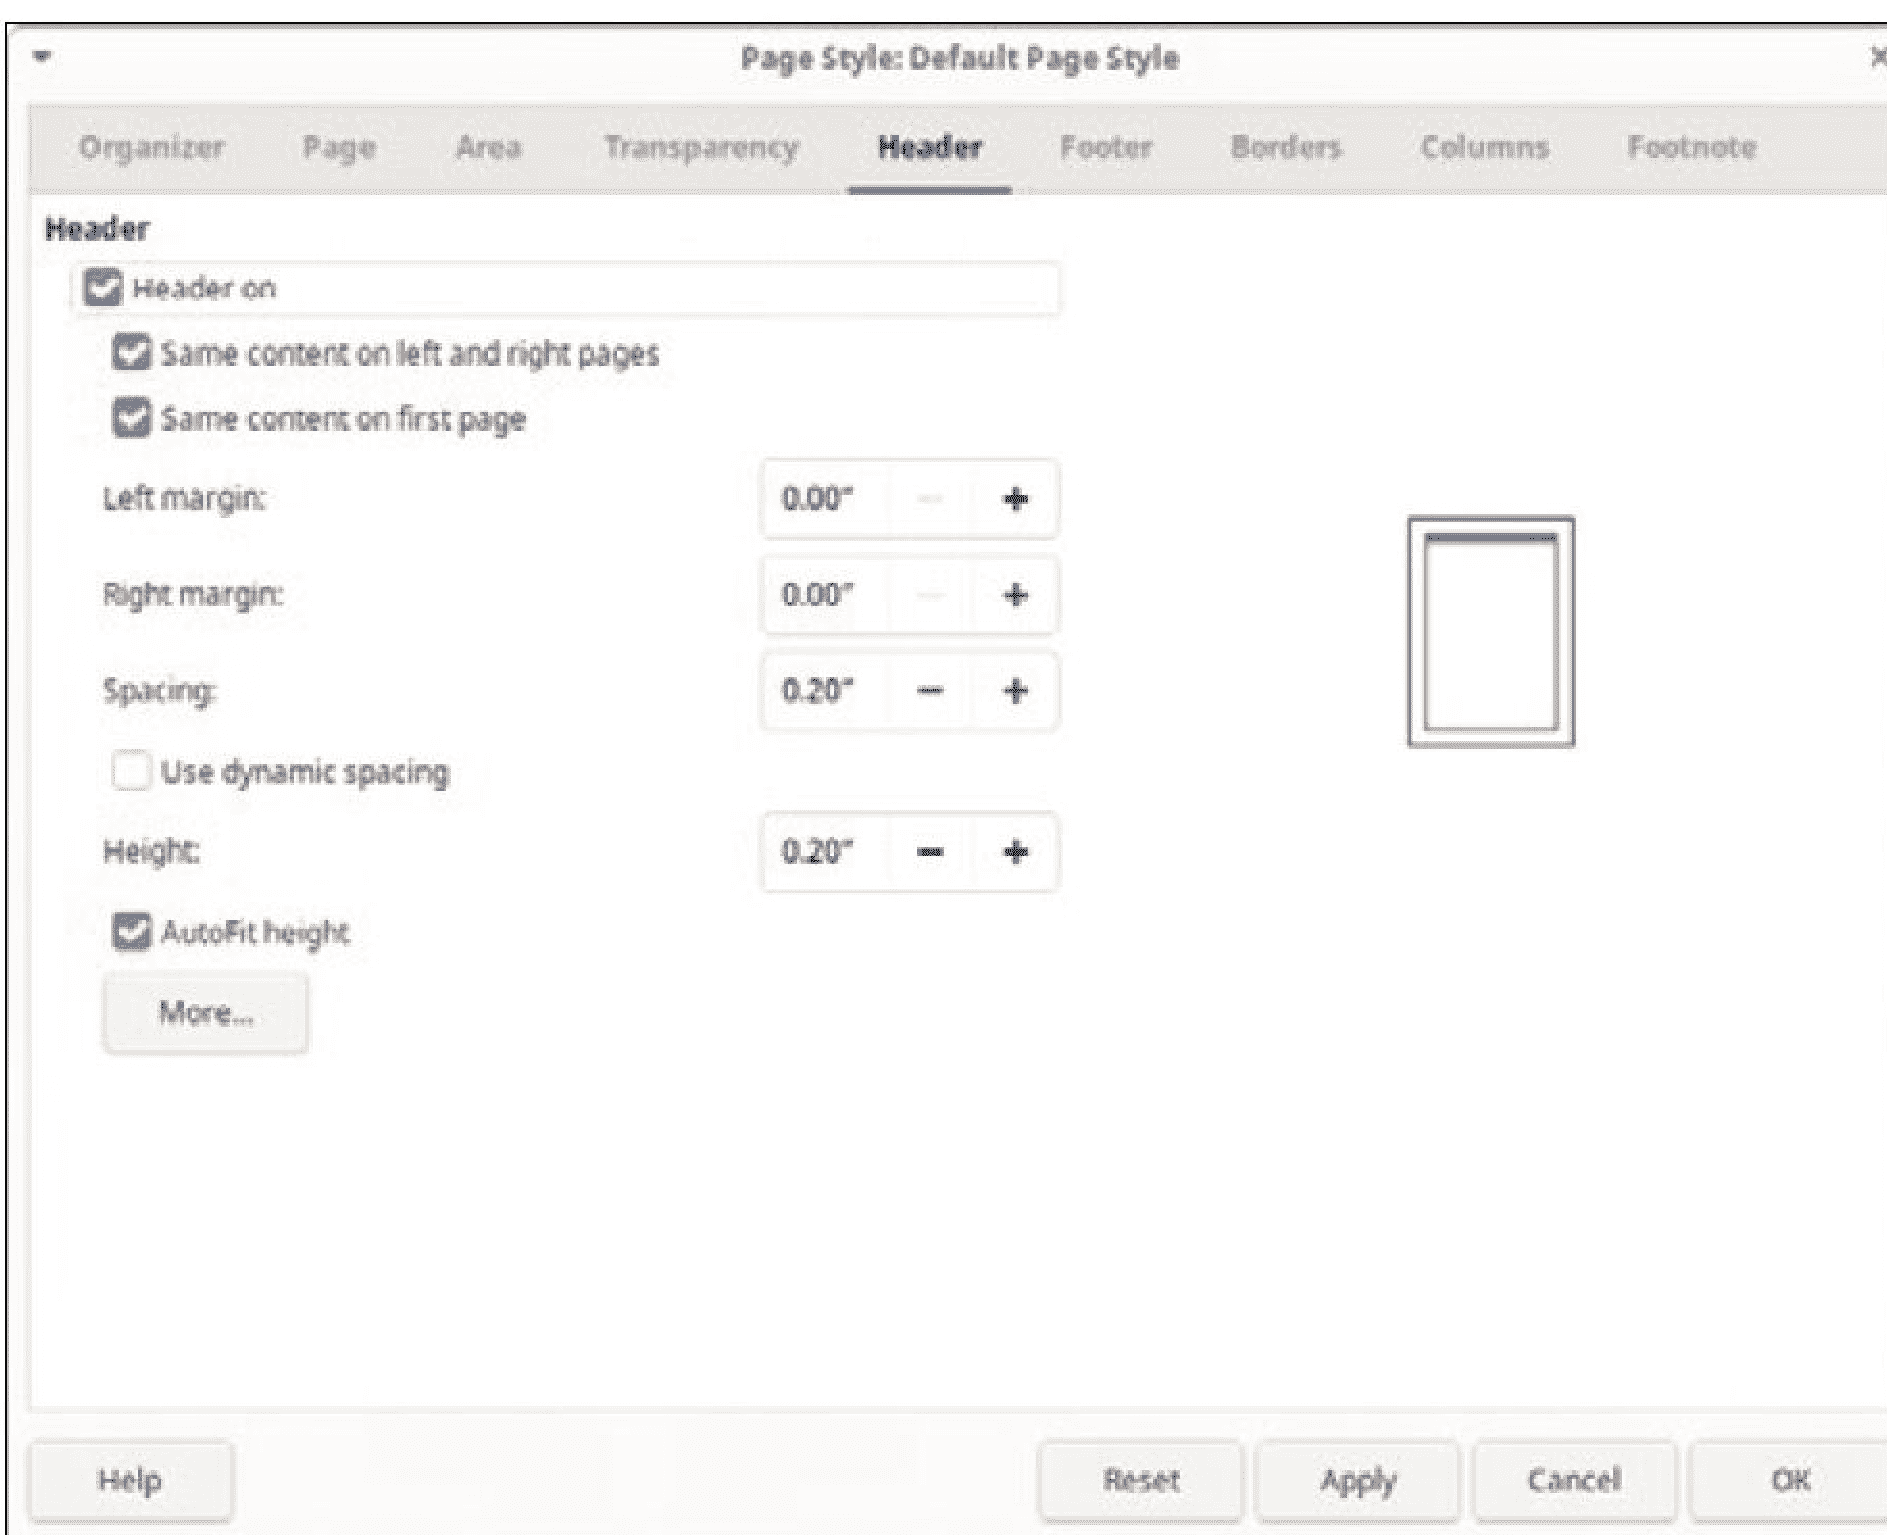 Page Style: Default Page Style
Organizer Page Area Transparency Header Footer Borders Columns Footnote
Header
Header on
Same content on left and right pages
Same content on first page
Left margin: 0.00″
Right margin: 0.00″
Spacing: 0.20″
Use dynamic spacing
Height: 0.20″
AutoFit height
More...
Help Reset Apply Cancel OK